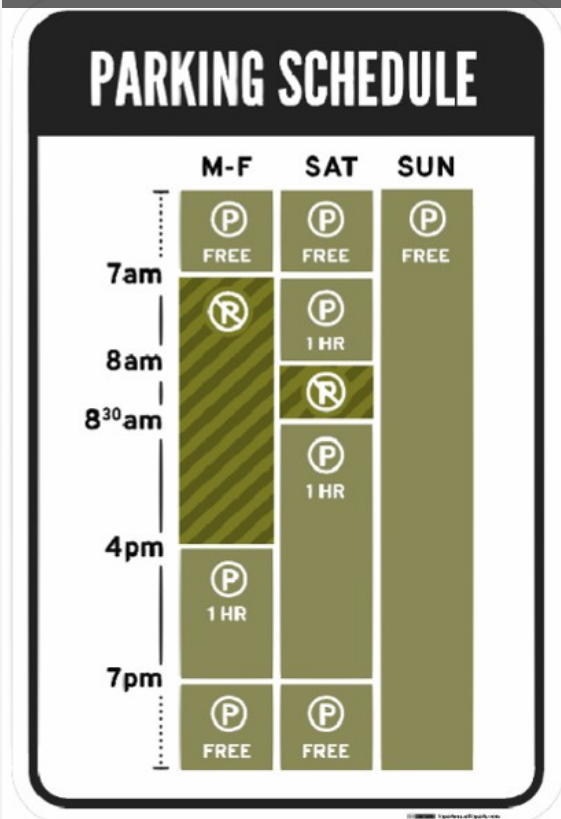 PARKING SCHEDULE
M-F SAT SUN
P P P
FREE FREE FREE
7am
P P
1 HR
8am
P
8³⁰am
P
1 HR
4pm
P
1 HR
7pm
P P
FREE FREE